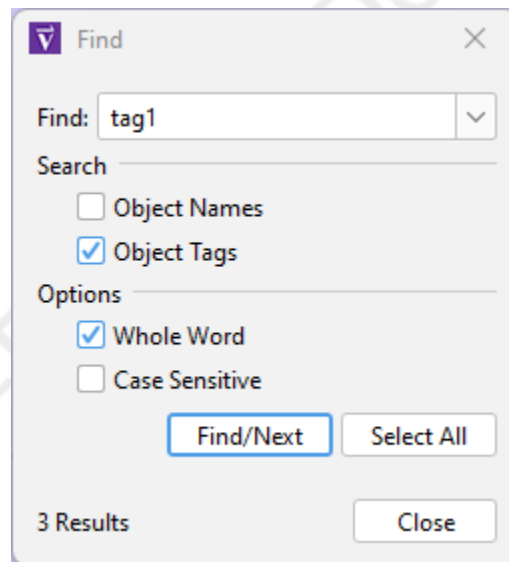 Find
Find: tag1
Search
Object Names
Object Tags
Options
Whole Word
Case Sensitive
Find/Next Select All
3 Results Close